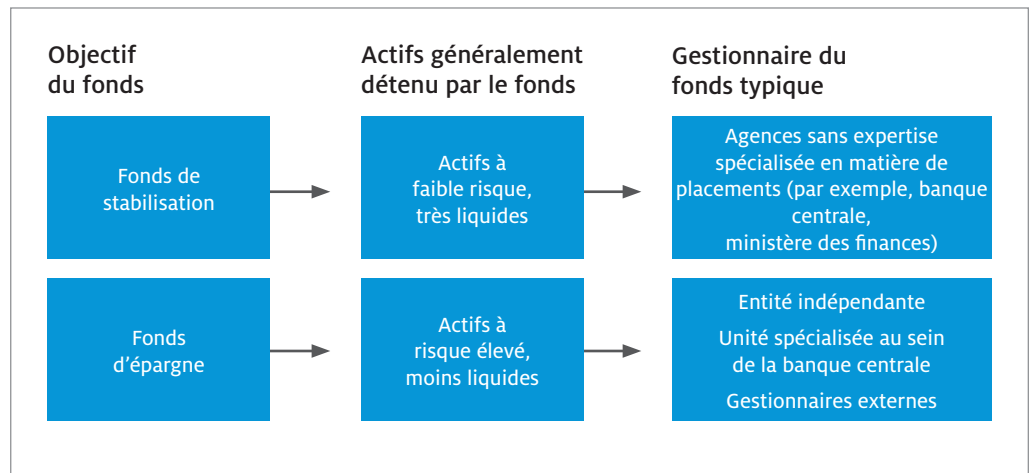 Objectif
du fonds
Actifs généralement
détenu par le fonds
Gestionnaire du
fonds typique
Fonds de
stabilisation
Actifs à
faible risque,
très liquides
Agences sans expertise
spécialisée en matière de
placements (par exemple, banque
centrale,
ministère des finances)
Fonds
d’épargne
Actifs à
risque élevé,
moins liquides
Entité indépendante
Unité spécialisée au sein
de la banque centrale
Gestionnaires externes